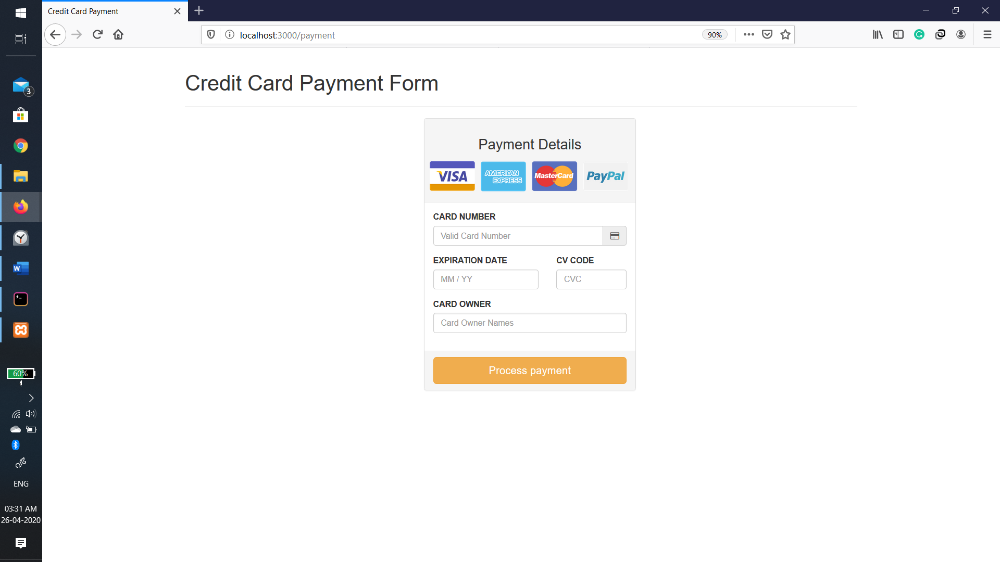 Credit Card Payment
localhost:3000/payment
90%
Credit Card Payment Form
Payment Details
VISA
AMERICAN EXPRESS
MasterCard
PayPal
CARD NUMBER
Valid Card Number
EXPIRATION DATE
CV CODE
MM / YY
CVC
CARD OWNER
Card Owner Names
Process payment
3
60%
ENG
03:31 AM
26-04-2020